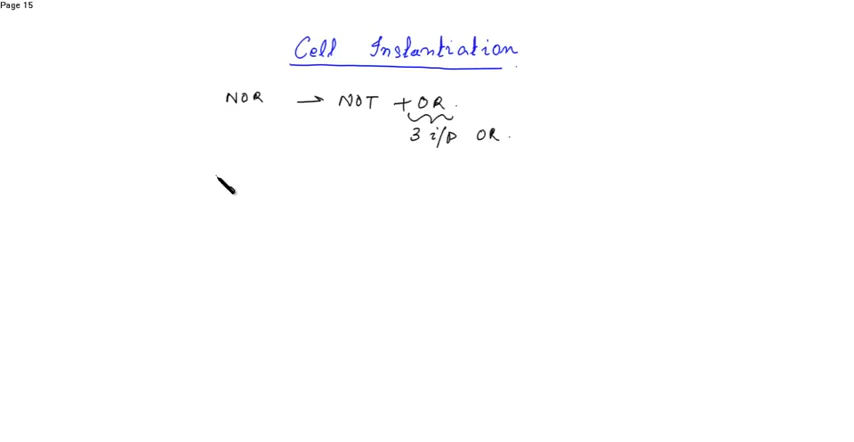 Page 15
Cell Instantiation
NOR → NOT + OR.
3 i/p OR.